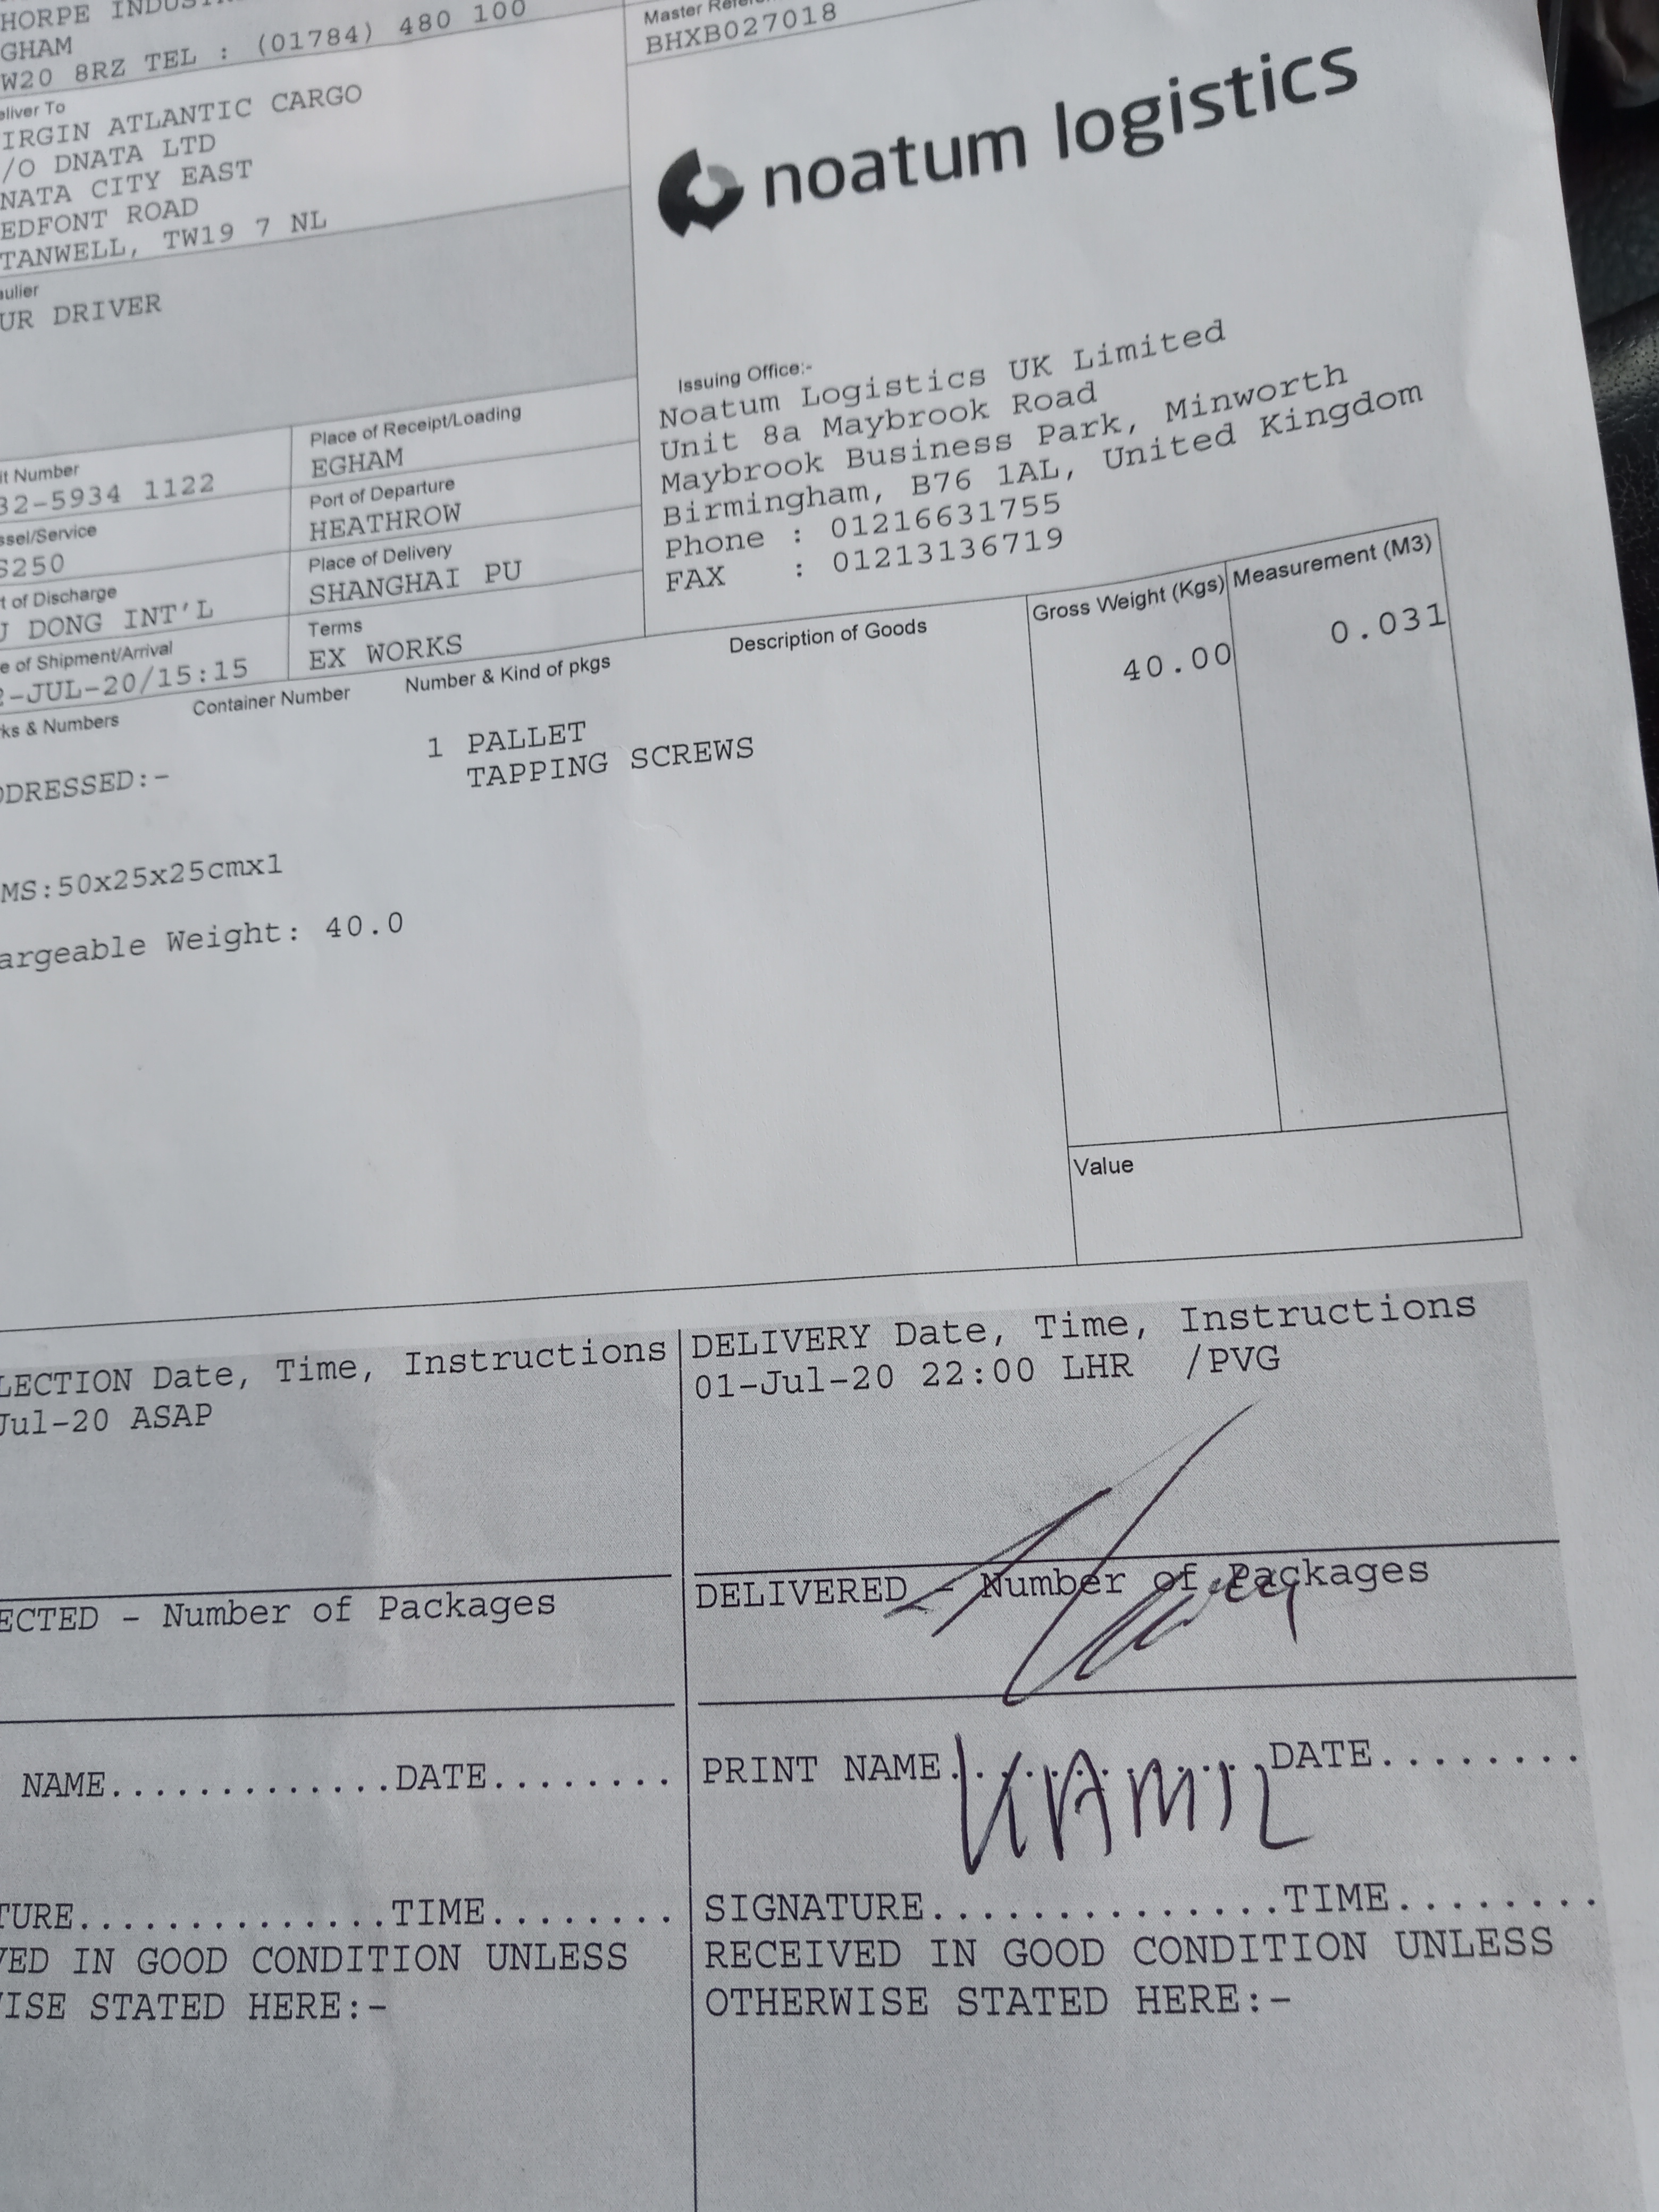 HORPE INDUST
GHAM
W20 8RZ TEL : (01784) 480 100
eliver To
IRGIN ATLANTIC CARGO
/O DNATA LTD
NATA CITY EAST
EDFONT ROAD
TANWELL, TW19 7 NL
aulier
UR DRIVER
Master Refere
BHXB027018
noatum logistics
Issuing Office:-
Noatum Logistics UK Limited
Unit 8a Maybrook Road
Maybrook Business Park, Minworth
Birmingham, B76 1AL, United Kingdom
Phone : 01216631755
FAX : 01213136719
it Number
32-5934 1122
Place of Receipt/Loading
EGHAM
ssel/Service
S250
Port of Departure
HEATHROW
t of Discharge
U DONG INT'L
Place of Delivery
SHANGHAI PU
e of Shipment/Arrival
2-JUL-20/15:15
Terms
EX WORKS
ks & Numbers Container Number Number & Kind of pkgs Description of Goods Gross Weight (Kgs) Measurement (M3)
40.00 0.031
1 PALLET
TAPPING SCREWS
DDRESSED:-
MS:50x25x25cmx1
argeable Weight: 40.0
Value
LECTION Date, Time, Instructions
Jul-20 ASAP
ECTED - Number of Packages
NAME.............DATE........
TURE..............TIME........
VED IN GOOD CONDITION UNLESS
WISE STATED HERE:-
DELIVERY Date, Time, Instructions
01-Jul-20 22:00 LHR /PVG
DELIVERED - Number of Packages
PRINT NAME..............DATE........
KAMIL
SIGNATURE..............TIME........
RECEIVED IN GOOD CONDITION UNLESS
OTHERWISE STATED HERE:-